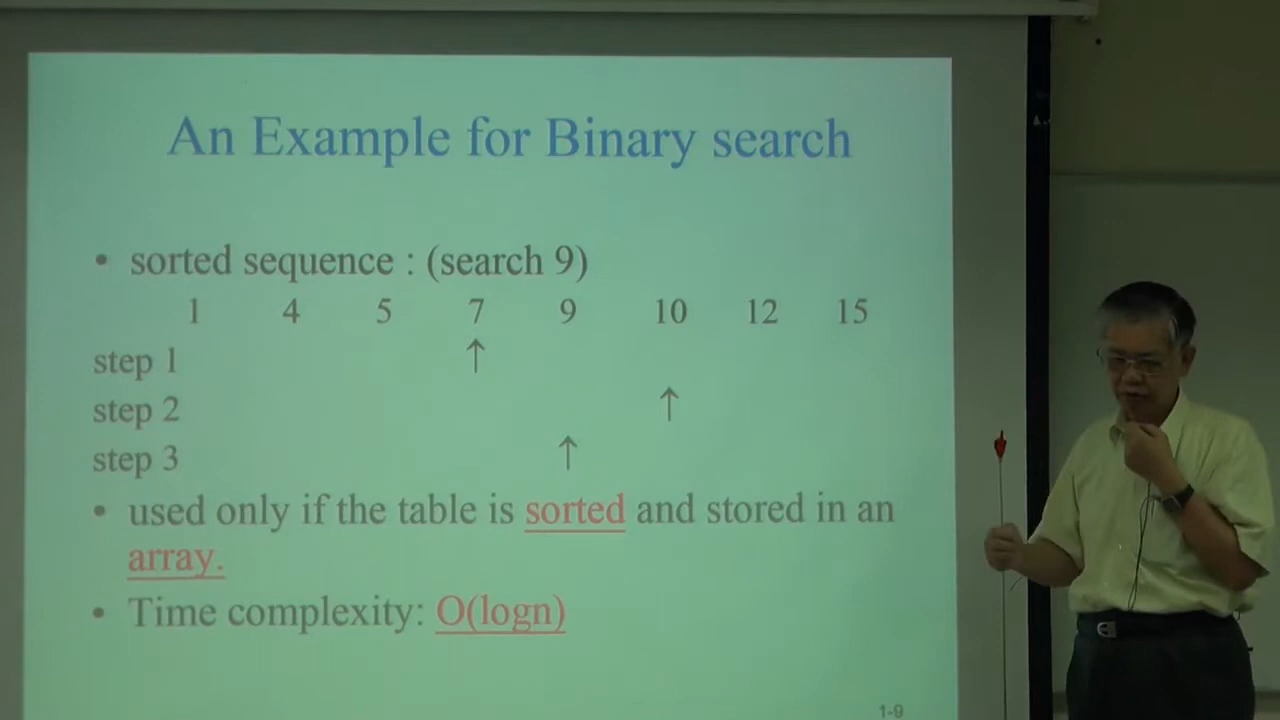 An Example for Binary search
• sorted sequence : (search 9)
1 4 5 7 9 10 12 15
step 1 ↑
step 2 ↑
step 3 ↑
• used only if the table is sorted and stored in an
array.
• Time complexity: O(logn)
1-9